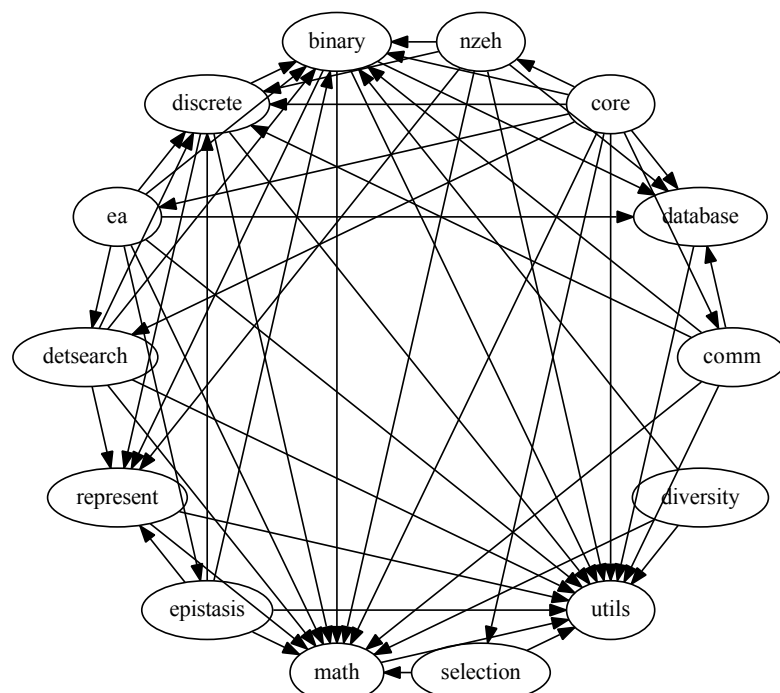 binary
nzeh
discrete
core
ea
database
detsearch
comm
represent
diversity
epistasis
utils
math
selection